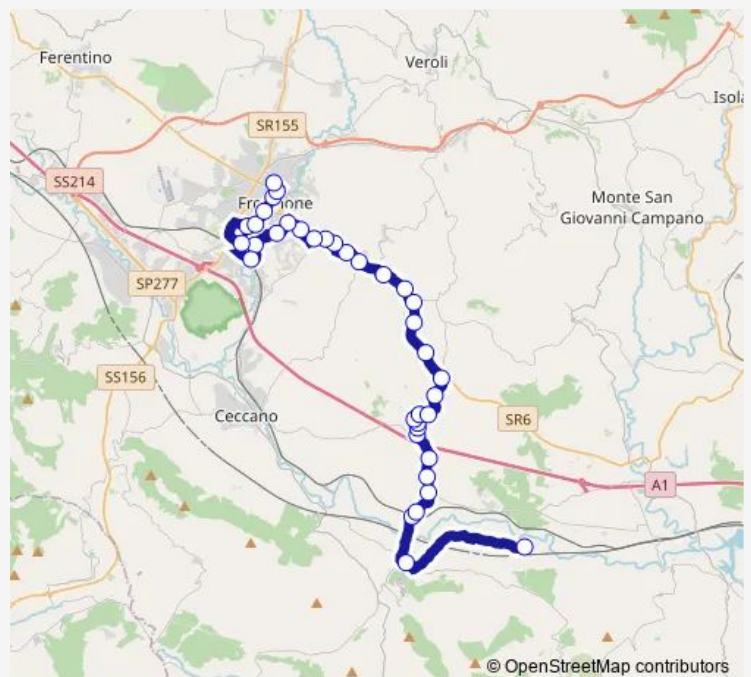 Ferentino
Veroli
SR155
Isola
SS214
Monte San
Giovanni Campano
SP277
SS156
Ceccano
SR6
A1
© OpenStreetMap contributors